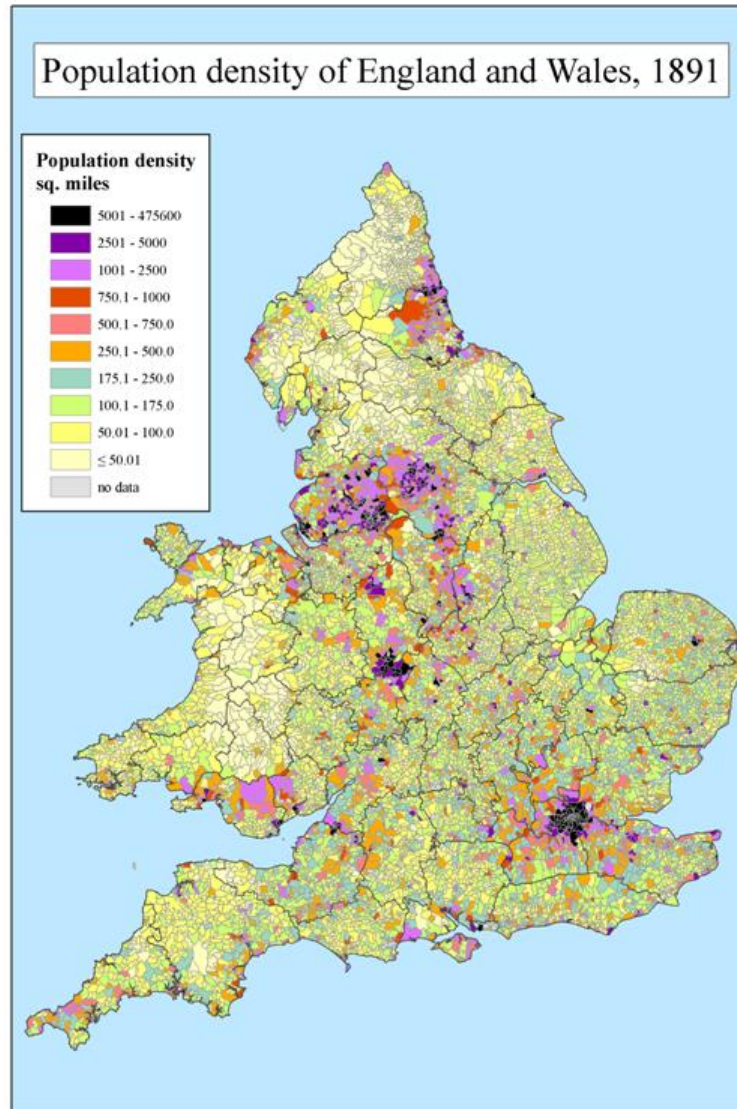 Population density of England and Wales, 1891
Population density
sq. miles
5001 - 475600
2501 - 5000
1001 - 2500
750.1 - 1000
500.1 - 750.0
250.1 - 500.0
175.1 - 250.0
100.1 - 175.0
50.01 - 100.0
≤ 50.01
no data